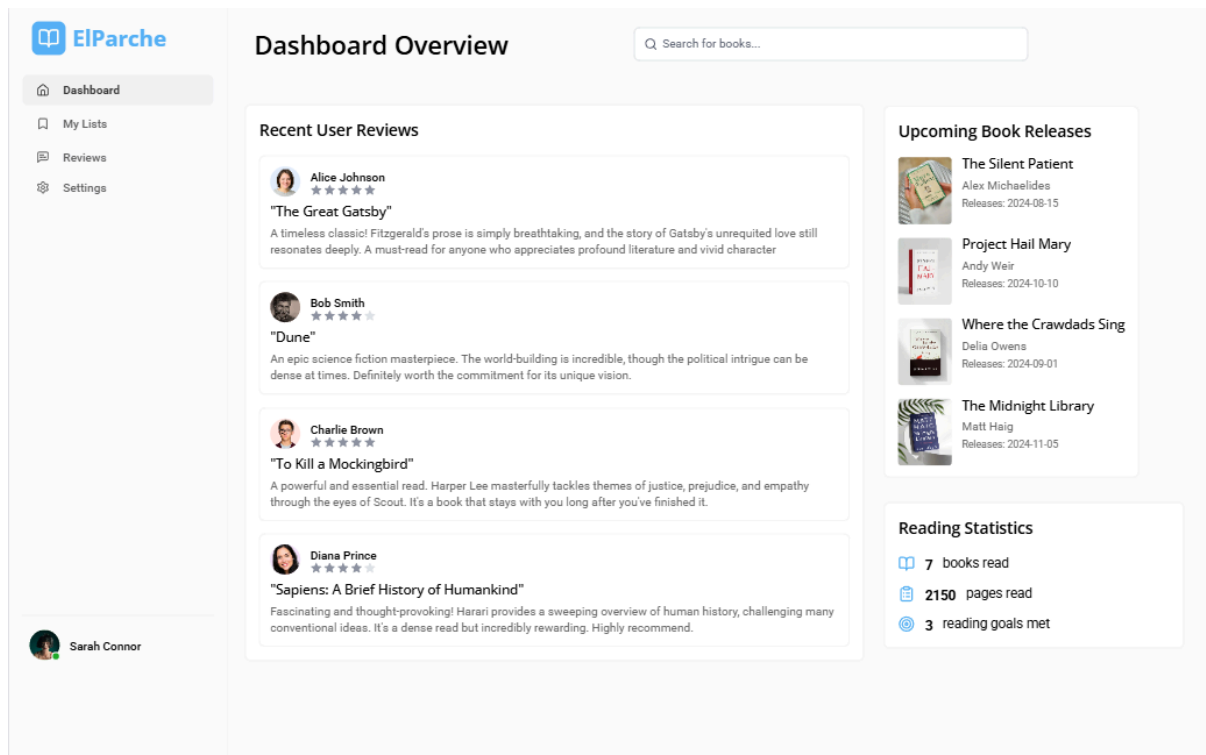 ElParche
Dashboard
My Lists
Reviews
Settings
Sarah Connor
Dashboard Overview
Search for books...
Recent User Reviews
Alice Johnson
"The Great Gatsby"
A timeless classic! Fitzgerald's prose is simply breathtaking, and the story of Gatsby's unrequited love still
resonates deeply. A must-read for anyone who appreciates profound literature and vivid character
Bob Smith
"Dune"
An epic science fiction masterpiece. The world-building is incredible, though the political intrigue can be
dense at times. Definitely worth the commitment for its unique vision.
Charlie Brown
"To Kill a Mockingbird"
A powerful and essential read. Harper Lee masterfully tackles themes of justice, prejudice, and empathy
through the eyes of Scout. It's a book that stays with you long after you've finished it.
Diana Prince
"Sapiens: A Brief History of Humankind"
Fascinating and thought-provoking! Harari provides a sweeping overview of human history, challenging many
conventional ideas. It's a dense read but incredibly rewarding. Highly recommend.
Upcoming Book Releases
The Silent Patient
Alex Michaelides
Releases: 2024-08-15
Project Hail Mary
Andy Weir
Releases: 2024-10-10
Where the Crawdads Sing
Delia Owens
Releases: 2024-09-01
MATT
HAIG
The Midnight Library
Matt Haig
Releases: 2024-11-05
Reading Statistics
7 books read
2150 pages read
3 reading goals met